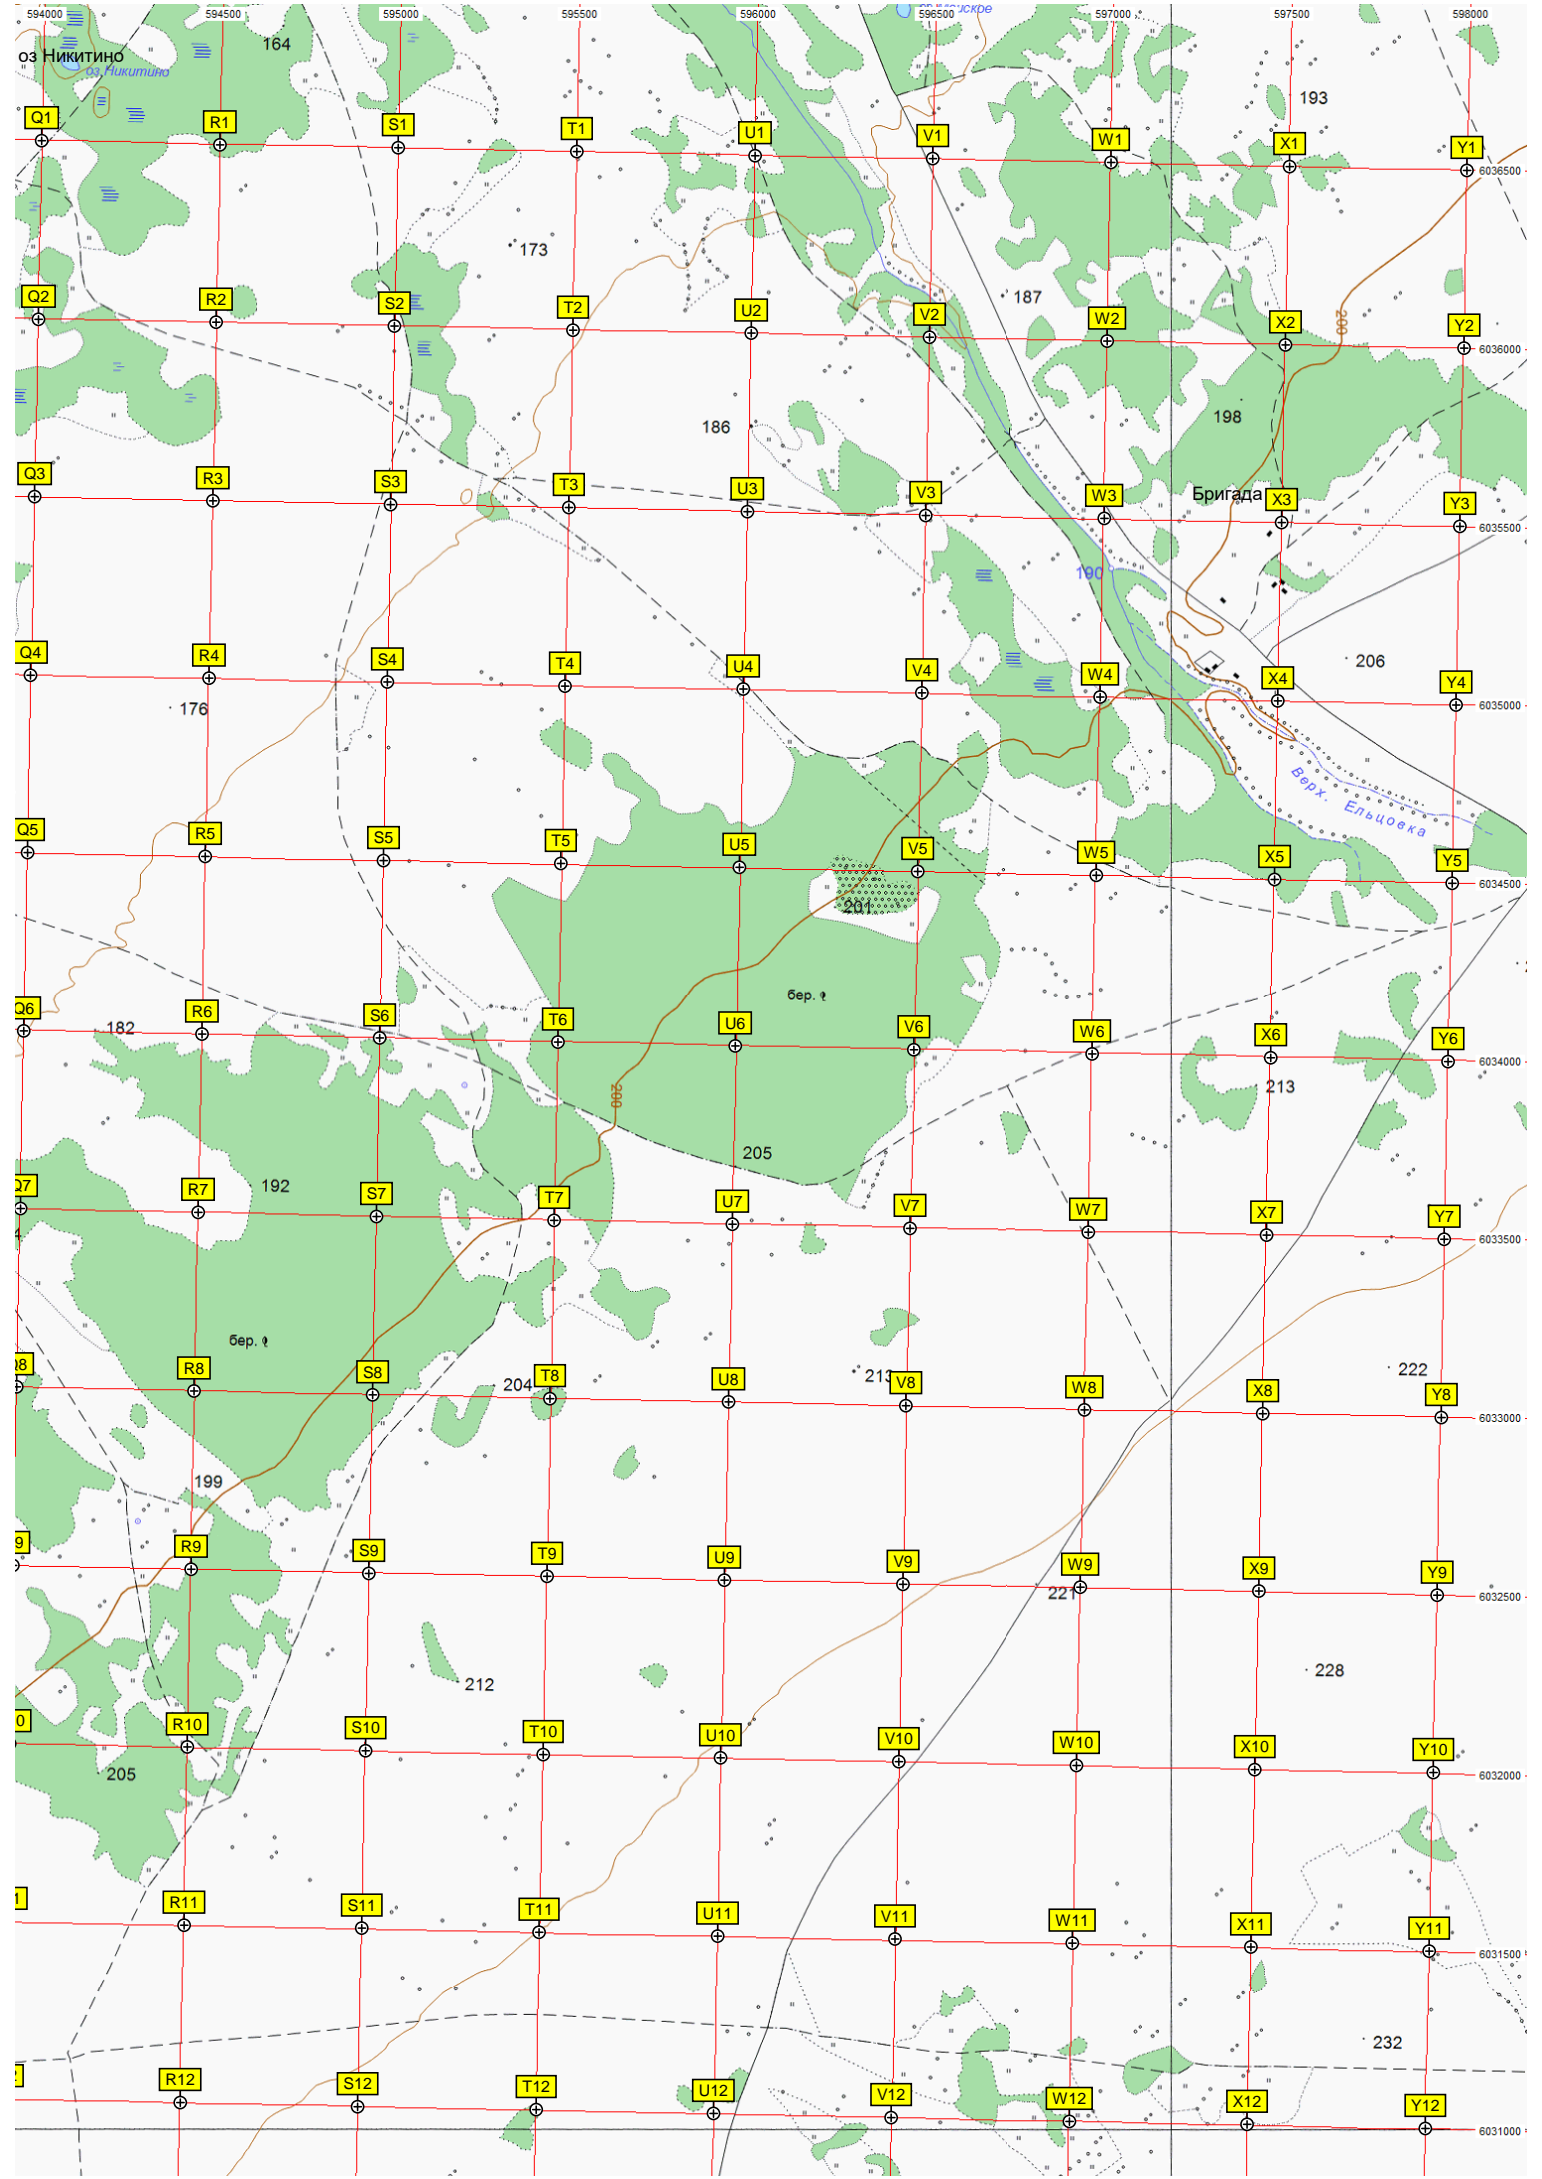 594000 594500 595000 595500 596000 596500 597000 597500 598000
164
оз Никитино
оз.Никитина
193
Q1 R1 S1 T1 U1 V1 W1 X1 Y1
6036500
173
187
Q2 R2 S2 T2 U2 V2 W2 X2 Y2
200
6036000
186
198
Q3 R3 S3 T3 U3 V3 W3 Бригада X3 Y3
6035500
190
206
Q4 R4 S4 T4 U4 V4 W4 X4 Y4
176
6035000
Верх. Ельцовка
Q5 R5 S5 T5 U5 V5 W5 X5 Y5
6034500
201
бер.
Q6 R6 S6 T6 U6 V6 W6 X6 Y6
182
6034000
213
200
205
192
Q7 R7 S7 T7 U7 V7 W7 X7 Y7
6033500
бер.
222
Q8 R8 S8 T8 U8 V8 W8 X8 Y8
204
213
6033000
199
9 R9 S9 T9 U9 V9 W9 X9 Y9
221
6032500
212
228
0 R10 S10 T10 U10 V10 W10 X10 Y10
205
6032000
1 R11 S11 T11 U11 V11 W11 X11 Y11
6031500
232
R12 S12 T12 U12 V12 W12 X12 Y12
6031000